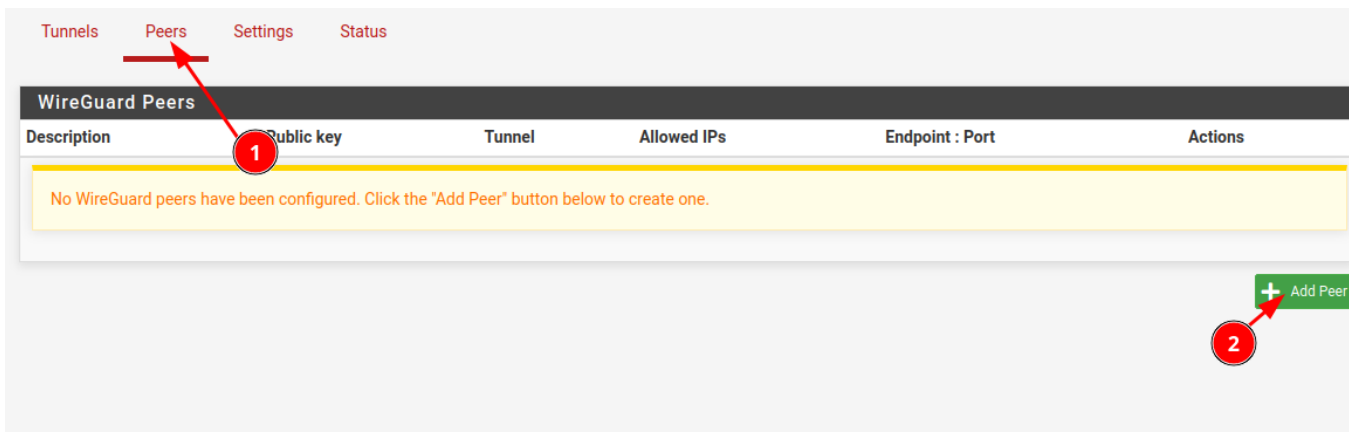 Tunnels Peers Settings Status
WireGuard Peers
Description Public key Tunnel Allowed IPs Endpoint : Port Actions
1
No WireGuard peers have been configured. Click the "Add Peer" button below to create one.
Add Peer
2